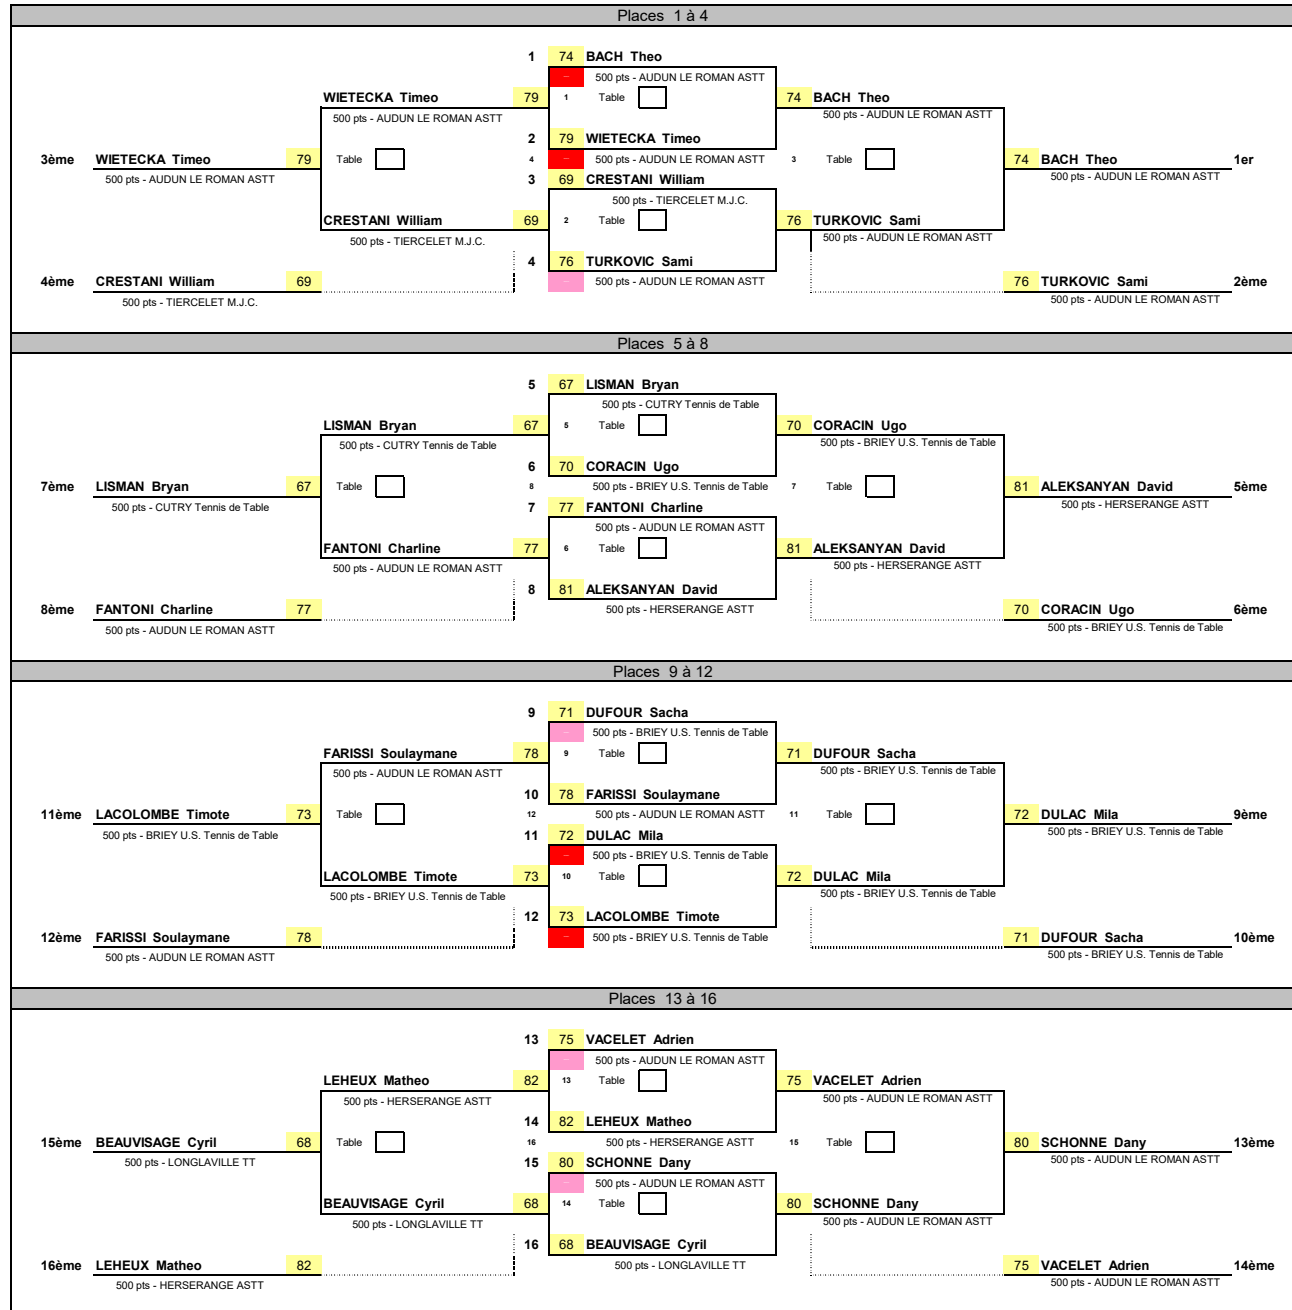 Places 1 à 4
1 74 BACH Theo
– 500 pts - AUDUN LE ROMAN ASTT
WIETECKA Timeo 79 1 Table 74 BACH Theo
500 pts - AUDUN LE ROMAN ASTT 500 pts - AUDUN LE ROMAN ASTT
2 79 WIETECKA Timeo
3ème WIETECKA Timeo 79 Table 4 – 500 pts - AUDUN LE ROMAN ASTT 3 Table 74 BACH Theo 1er
500 pts - AUDUN LE ROMAN ASTT 3 69 CRESTANI William 500 pts - AUDUN LE ROMAN ASTT
500 pts - TIERCELET M.J.C.
CRESTANI William 69 2 Table 76 TURKOVIC Sami
500 pts - TIERCELET M.J.C. 500 pts - AUDUN LE ROMAN ASTT
4 76 TURKOVIC Sami
4ème CRESTANI William 69 – 500 pts - AUDUN LE ROMAN ASTT 76 TURKOVIC Sami 2ème
500 pts - TIERCELET M.J.C. 500 pts - AUDUN LE ROMAN ASTT
Places 5 à 8
5 67 LISMAN Bryan
500 pts - CUTRY Tennis de Table
LISMAN Bryan 67 5 Table 70 CORACIN Ugo
500 pts - CUTRY Tennis de Table 500 pts - BRIEY U.S. Tennis de Table
6 70 CORACIN Ugo
7ème LISMAN Bryan 67 Table 8 500 pts - BRIEY U.S. Tennis de Table 7 Table 81 ALEKSANYAN David 5ème
500 pts - CUTRY Tennis de Table 7 77 FANTONI Charline 500 pts - HERSERANGE ASTT
500 pts - AUDUN LE ROMAN ASTT
FANTONI Charline 77 6 Table 81 ALEKSANYAN David
500 pts - AUDUN LE ROMAN ASTT 500 pts - HERSERANGE ASTT
8 81 ALEKSANYAN David
8ème FANTONI Charline 77 500 pts - HERSERANGE ASTT 70 CORACIN Ugo 6ème
500 pts - AUDUN LE ROMAN ASTT 500 pts - BRIEY U.S. Tennis de Table
Places 9 à 12
9 71 DUFOUR Sacha
– 500 pts - BRIEY U.S. Tennis de Table
FARISSI Soulaymane 78 9 Table 71 DUFOUR Sacha
500 pts - AUDUN LE ROMAN ASTT 500 pts - BRIEY U.S. Tennis de Table
10 78 FARISSI Soulaymane
11ème LACOLOMBE Timote 73 Table 12 500 pts - AUDUN LE ROMAN ASTT 11 Table 72 DULAC Mila 9ème
500 pts - BRIEY U.S. Tennis de Table 11 72 DULAC Mila 500 pts - BRIEY U.S. Tennis de Table
– 500 pts - BRIEY U.S. Tennis de Table
LACOLOMBE Timote 73 10 Table 72 DULAC Mila
500 pts - BRIEY U.S. Tennis de Table 500 pts - BRIEY U.S. Tennis de Table
12 73 LACOLOMBE Timote
12ème FARISSI Soulaymane 78 – 500 pts - BRIEY U.S. Tennis de Table 71 DUFOUR Sacha 10ème
500 pts - AUDUN LE ROMAN ASTT 500 pts - BRIEY U.S. Tennis de Table
Places 13 à 16
13 75 VACELET Adrien
– 500 pts - AUDUN LE ROMAN ASTT
LEHEUX Matheo 82 13 Table 75 VACELET Adrien
500 pts - HERSERANGE ASTT 500 pts - AUDUN LE ROMAN ASTT
14 82 LEHEUX Matheo
15ème BEAUVISAGE Cyril 68 Table 16 500 pts - HERSERANGE ASTT 15 Table 80 SCHONNE Dany 13ème
500 pts - LONGLAVILLE TT 15 80 SCHONNE Dany 500 pts - AUDUN LE ROMAN ASTT
– 500 pts - AUDUN LE ROMAN ASTT
BEAUVISAGE Cyril 68 14 Table 80 SCHONNE Dany
500 pts - LONGLAVILLE TT 500 pts - AUDUN LE ROMAN ASTT
16 68 BEAUVISAGE Cyril
16ème LEHEUX Matheo 82 500 pts - LONGLAVILLE TT 75 VACELET Adrien 14ème
500 pts - HERSERANGE ASTT 500 pts - AUDUN LE ROMAN ASTT